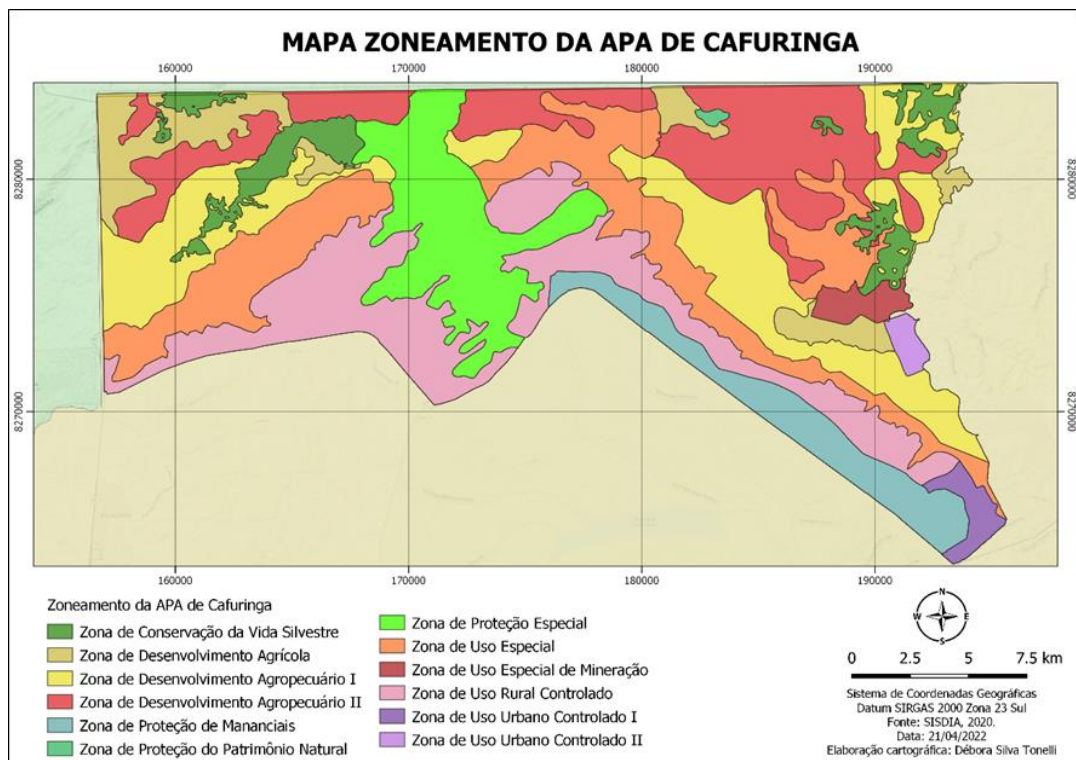 MAPA ZONEAMENTO DA APA DE CAFURINGA
160000
170000
180000
190000
8280000
8280000
8270000
8270000
160000
170000
180000
190000
Zoneamento da APA de Cafuringa
Zona de Conservação da Vida Silvestre
Zona de Desenvolvimento Agrícola
Zona de Desenvolvimento Agropecuário I
Zona de Desenvolvimento Agropecuário II
Zona de Proteção de Mananciais
Zona de Proteção do Patrimônio Natural
Zona de Proteção Especial
Zona de Uso Especial
Zona de Uso Especial de Mineração
Zona de Uso Rural Controlado
Zona de Uso Urbano Controlado I
Zona de Uso Urbano Controlado II
N
W E
S
0 2.5 5 7.5 km
Sistema de Coordenadas Geográficas
Datum SIRGAS 2000 Zona 23 Sul
Fonte: SISDIA, 2020.
Data: 21/04/2022
Elaboração cartográfica: Débora Silva Tonelli